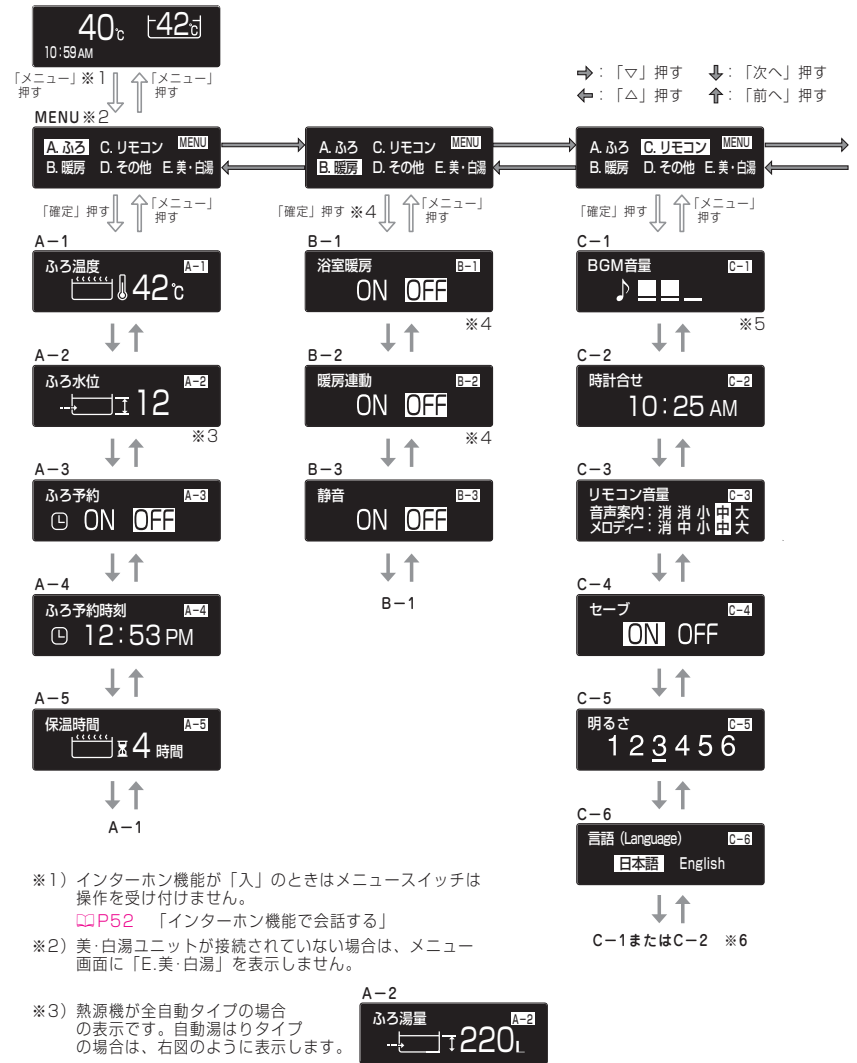 40℃ 42℃
10:59AM
「メニュー」※1
押す
「メニュー」
押す
⇨：「▽」押す ⇩：「次へ」押す
⇦：「△」押す ⇧：「前へ」押す
MENU※2
A. ふろ C. リモコン MENU
B. 暖房 D. その他 E. 美・白湯
A. ふろ C. リモコン MENU
B. 暖房 D. その他 E. 美・白湯
A. ふろ C. リモコン MENU
B. 暖房 D. その他 E. 美・白湯
「確定」押す
「メニュー」
押す
「確定」押す ※4
「メニュー」
押す
「確定」押す
「メニュー」
押す
A－1
ふろ温度 A-1
42℃
A－2
ふろ水位 A-2
12
※3
A－3
ふろ予約 A-3
ON OFF
A－4
ふろ予約時刻 A-4
12:53 PM
A－5
保温時間 A-5
4 時間
A－1
B－1
浴室暖房 B-1
ON OFF
※4
B－2
暖房連動 B-2
ON OFF
※4
B－3
静音 B-3
ON OFF
B－1
C－1
BGM音量 C-1
♪
※5
C－2
時計合せ C-2
10:25 AM
C－3
リモコン音量 C-3
音声案内：消 消 小 中 大
メロディー：消 中 小 中 大
C－4
セーブ C-4
ON OFF
C－5
明るさ C-5
1 2 3 4 5 6
C－6
言語 (Language) C-6
日本語 English
C－1またはC－2 ※6
※1）インターホン機能が「入」のときはメニュースイッチは
操作を受け付けません。
P52 「インターホン機能で会話する」
※2）美・白湯ユニットが接続されていない場合は、メニュー
画面に「E.美・白湯」を表示しません。
※3）熱源機が全自動タイプの場合
の表示です。自動湯はりタイプ
の場合は、右図のように表示します。
A－2
ふろ湯量 A-2
220L